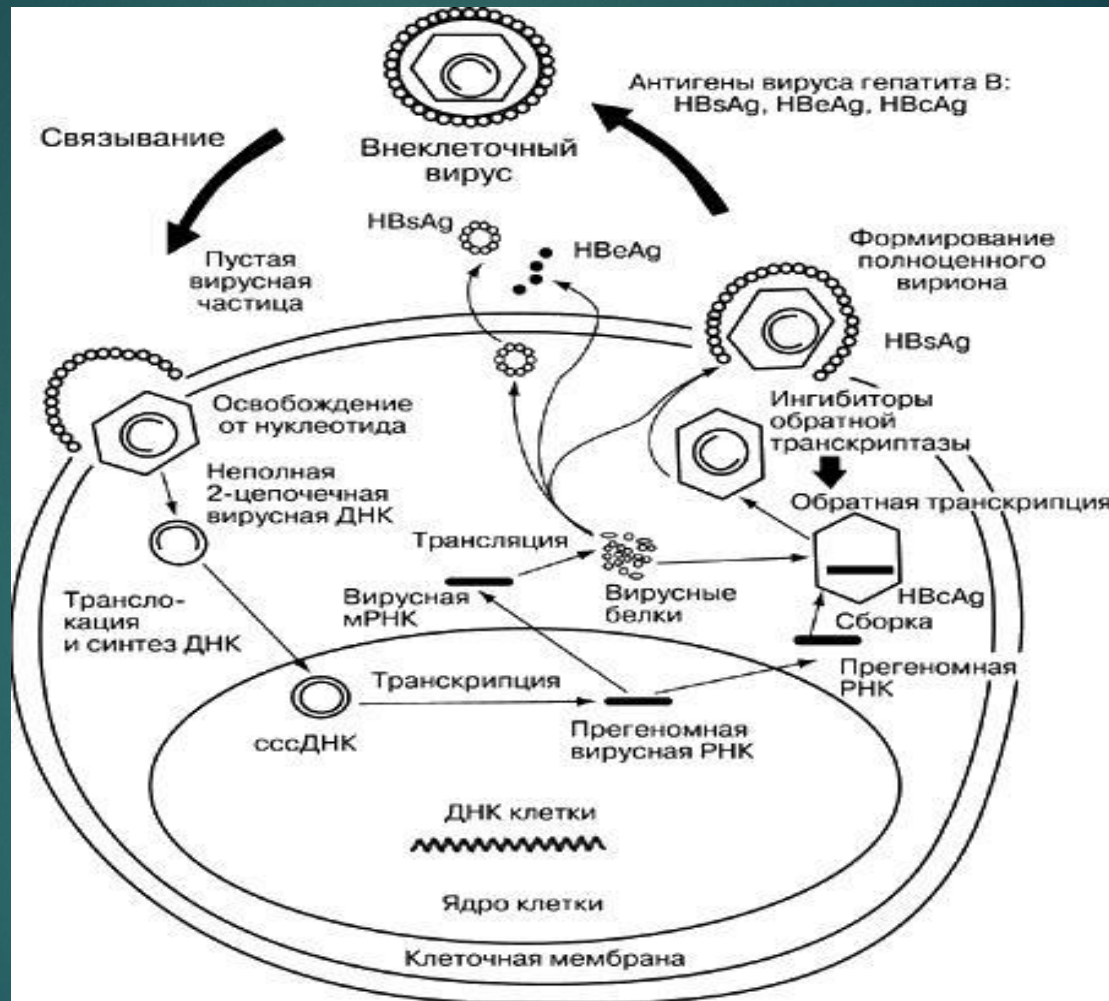 Антигены вируса гепатита В:
HBsAg, HBeAg, HBcAg
Связывание
Внеклеточный
вирус
HBsAg
HBeAg
Пустая
вирусная
частица
Формирование
полноценного
вириона
HBsAg
Освобождение
от нуклеотида
Ингибиторы
обратной
транскриптазы
Неполная
2-цепочечная
вирусная ДНК
Обратная транскрипция
Трансляция
Вирусная
мРНК
Вирусные
белки
HBcAg
Сборка
Трансло-
кация
и синтез ДНК
Прегеномная
РНК
Транскрипция
сссДНК
Прегеномная
вирусная РНК
ДНК клетки
Ядро клетки
Клеточная мембрана